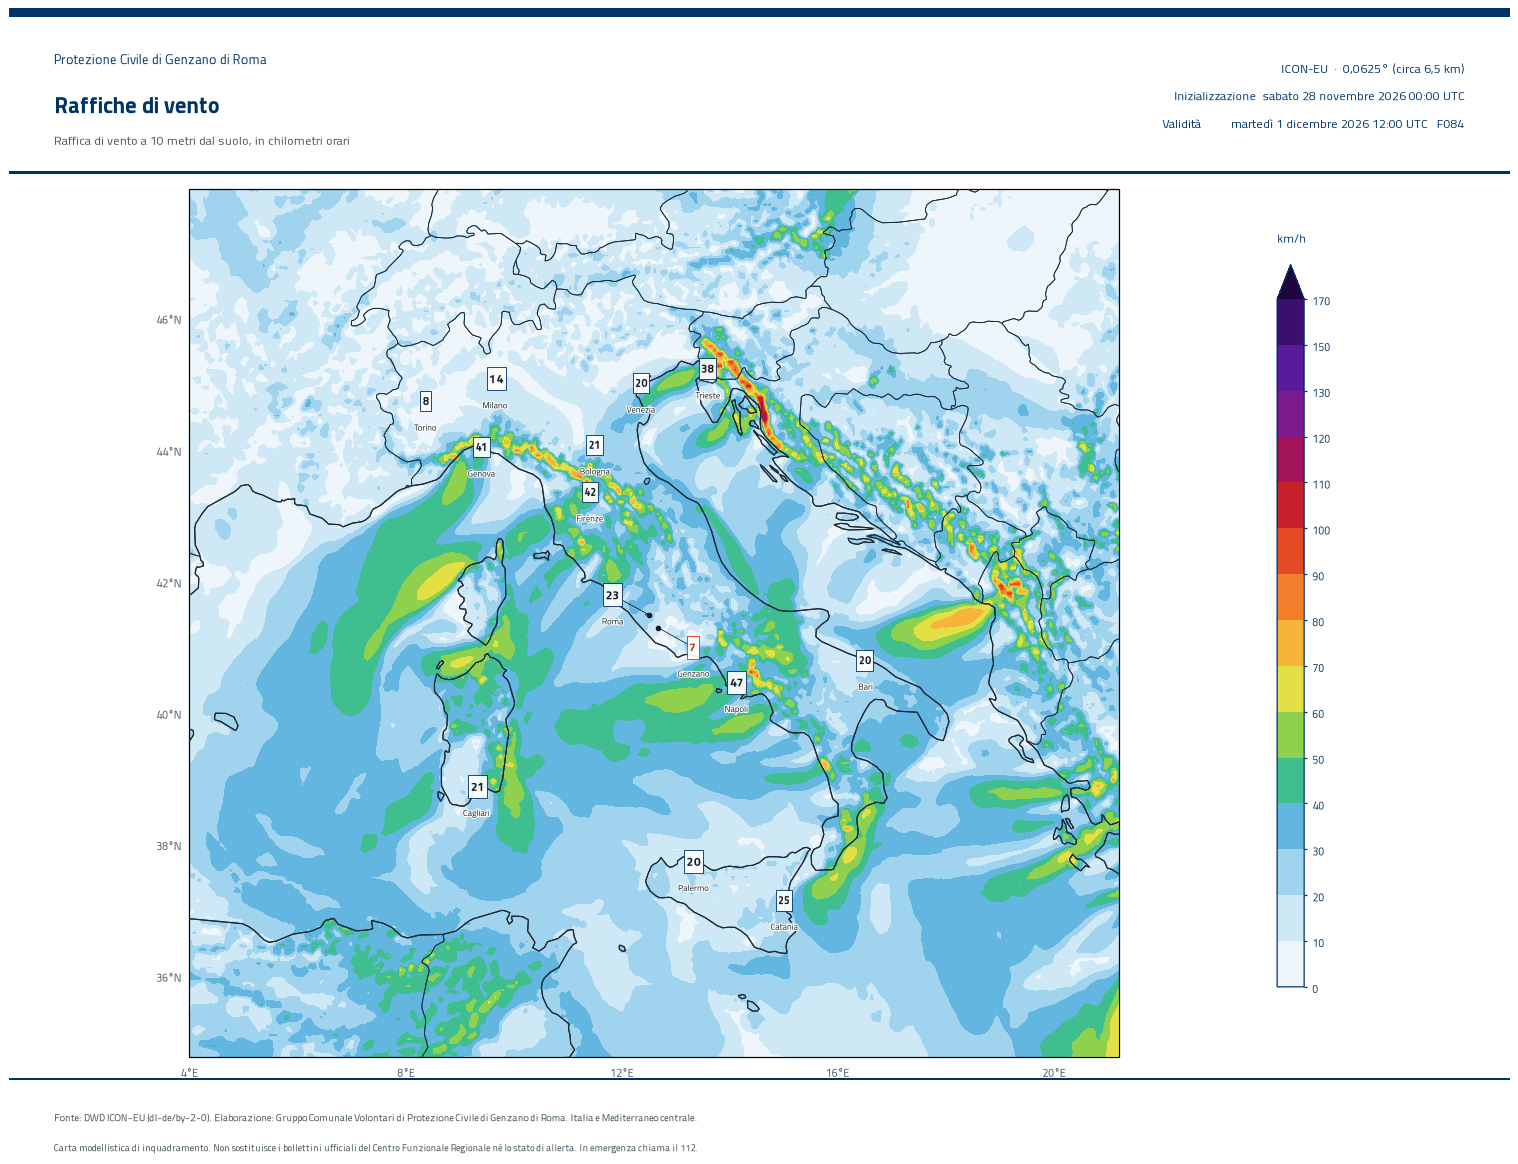 Protezione Civile di Genzano di Roma
Raffiche di vento
Raffica di vento a 10 metri dal suolo, in chilometri orari
ICON-EU · 0,0625° (circa 6,5 km)
Inizializzazione sabato 28 novembre 2026 00:00 UTC
Validità martedì 1 dicembre 2026 12:00 UTC F084
km/h
170
150
130
120
110
100
90
80
70
60
50
40
30
20
10
0
46°N
44°N
42°N
40°N
38°N
36°N
4°E
8°E
12°E
16°E
20°E
38
Trieste
20
Venezia
14
Milano
8
Torino
41
Genova
21
Bologna
42
Firenze
23
Roma
7
Genzano
47
Napoli
20
Bari
21
Cagliari
20
Palermo
25
Catania
Fonte: DWD ICON-EU (dl-de/by-2-0). Elaborazione: Gruppo Comunale Volontari di Protezione Civile di Genzano di Roma. Italia e Mediterraneo centrale.
Carta modellistica di inquadramento. Non sostituisce i bollettini ufficiali del Centro Funzionale Regionale né lo stato di allerta. In emergenza chiama il 112.